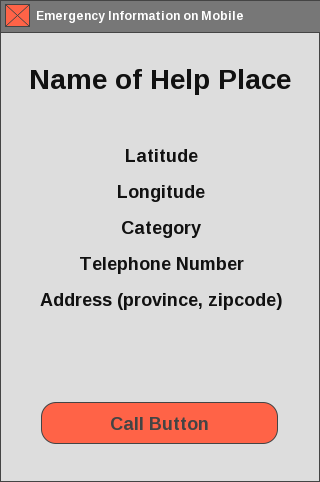 Emergency Information on Mobile
Name of Help Place
Latitude
Longitude
Category
Telephone Number
Address (province, zipcode)
Call Button